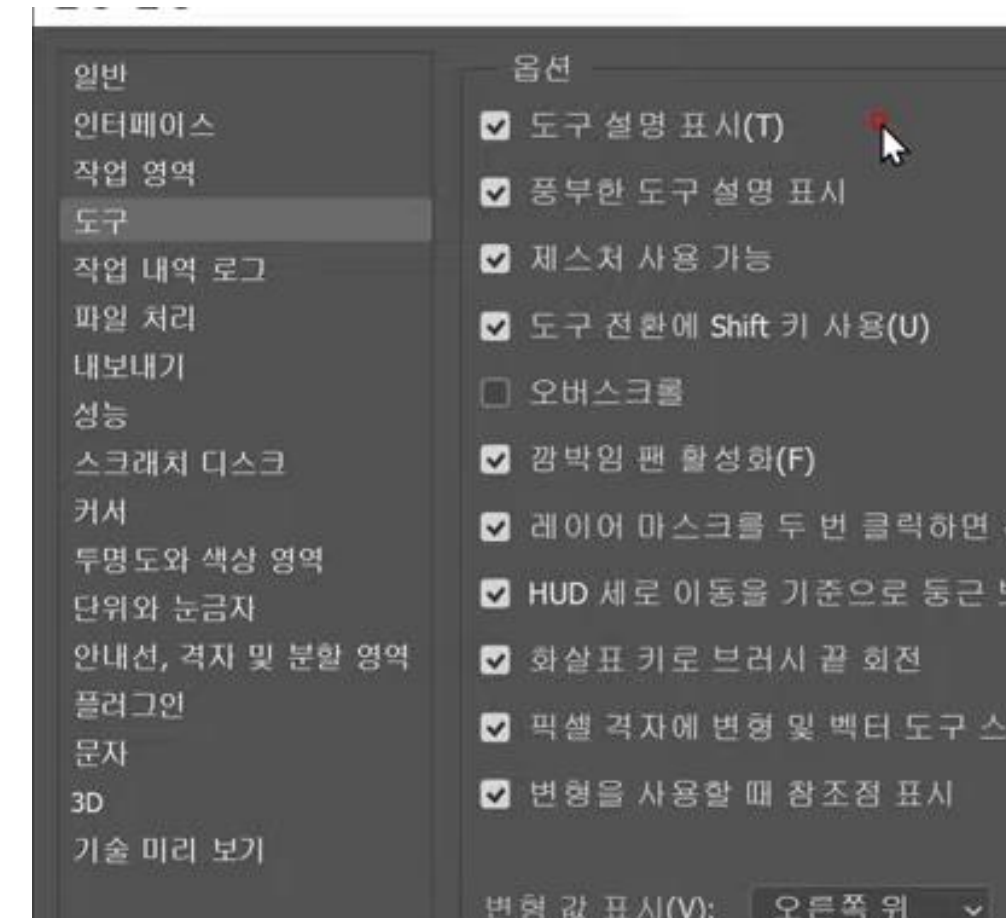 일반
인터페이스
작업 영역
도구
작업 내역 로그
파일 처리
내보내기
성능
스크래치 디스크
커서
투명도와 색상 영역
단위와 눈금자
안내선, 격자 및 분할 영역
플러그인
문자
3D
기술 미리 보기
옵션
도구 설명 표시(T)
풍부한 도구 설명 표시
제스처 사용 가능
도구 전환에 Shift 키 사용(U)
오버스크롤
깜박임 팬 활성화(F)
레이어 마스크를 두 번 클릭하면
HUD 세로 이동을 기준으로 둥근
화살표 키로 브러시 끝 회전
픽셀 격자에 변형 및 벡터 도구 스
변형을 사용할 때 참조점 표시
변형 값 표시(V): 오른쪽 위